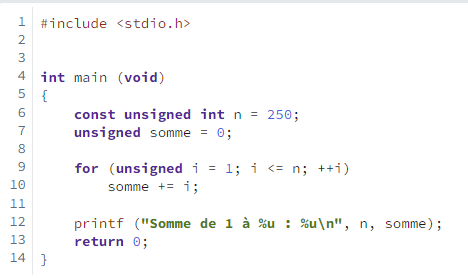 1 #include <stdio.h>
2
3
4 int main (void)
5 {
6     const unsigned int n = 250;
7     unsigned somme = 0;
8
9     for (unsigned i = 1; i <= n; ++i)
10         somme += i;
11
12     printf ("Somme de 1 à %u : %u\n", n, somme);
13     return 0;
14 }